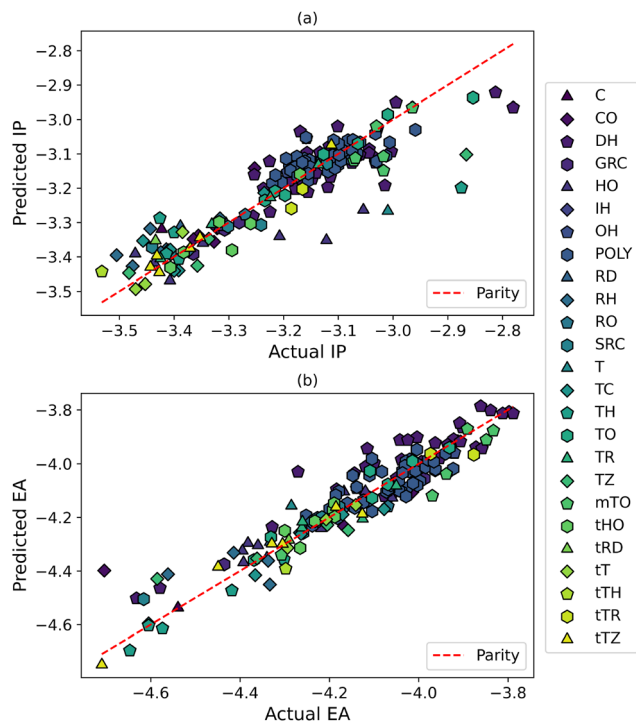 (a)
−2.8
−2.9
−3.0
−3.1
−3.2
−3.3
−3.4
−3.5
Predicted IP
Parity
−3.5 −3.4 −3.3 −3.2 −3.1 −3.0 −2.9 −2.8
Actual IP
(b)
−3.8
−4.0
−4.2
−4.4
−4.6
Predicted EA
Parity
−4.6 −4.4 −4.2 −4.0 −3.8
Actual EA
C
CO
DH
GRC
HO
IH
OH
POLY
RD
RH
RO
SRC
T
TC
TH
TO
TR
TZ
mTO
tHO
tRD
tT
tTH
tTR
tTZ